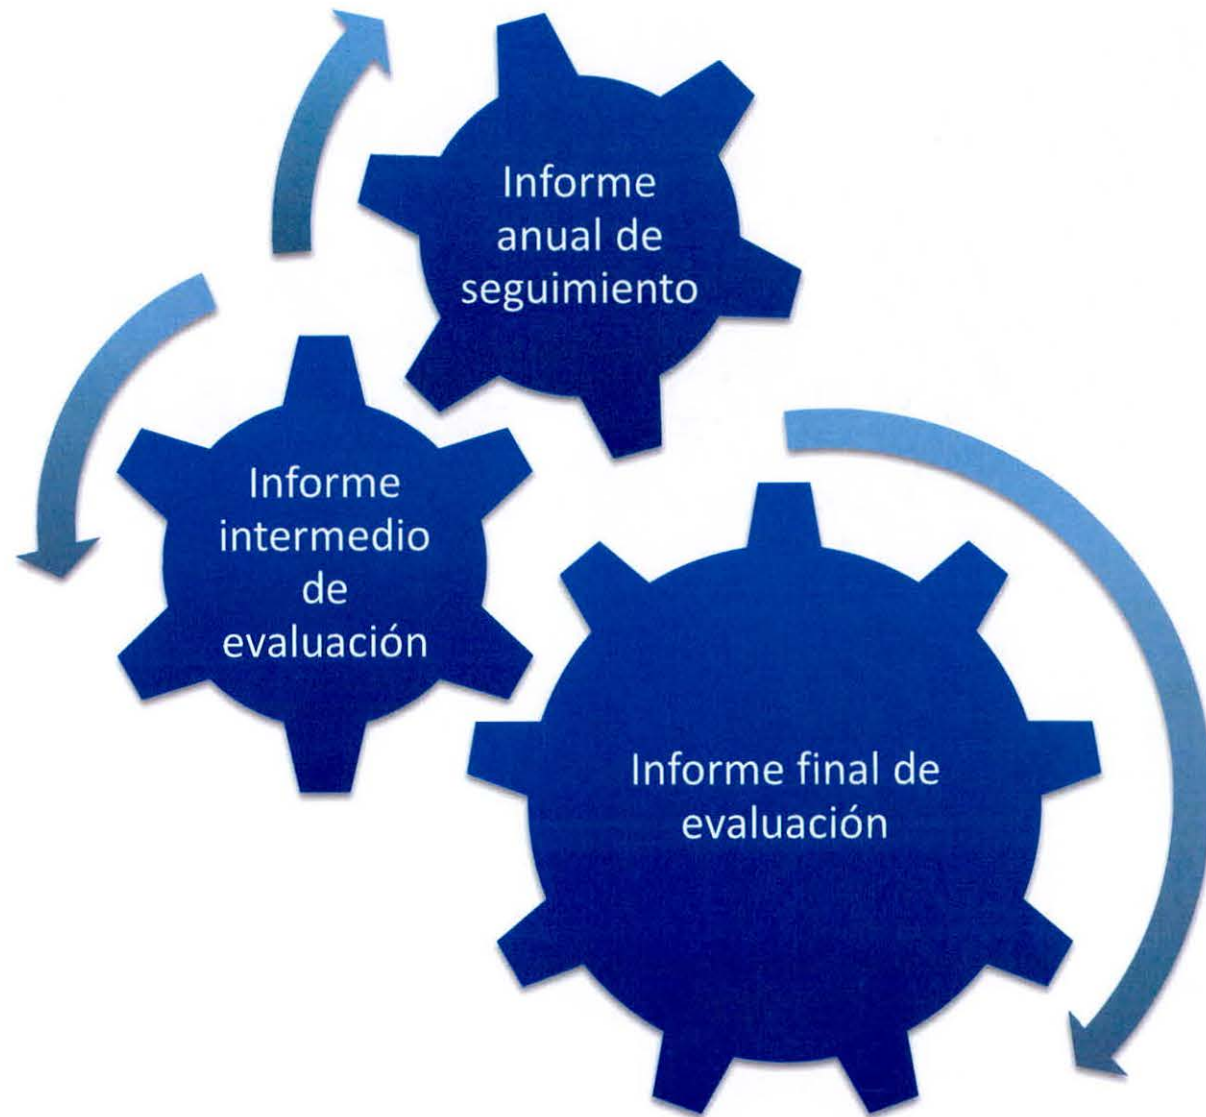 Informe
anual de
seguimiento
Informe
intermedio
de
evaluación
Informe final de
evaluación